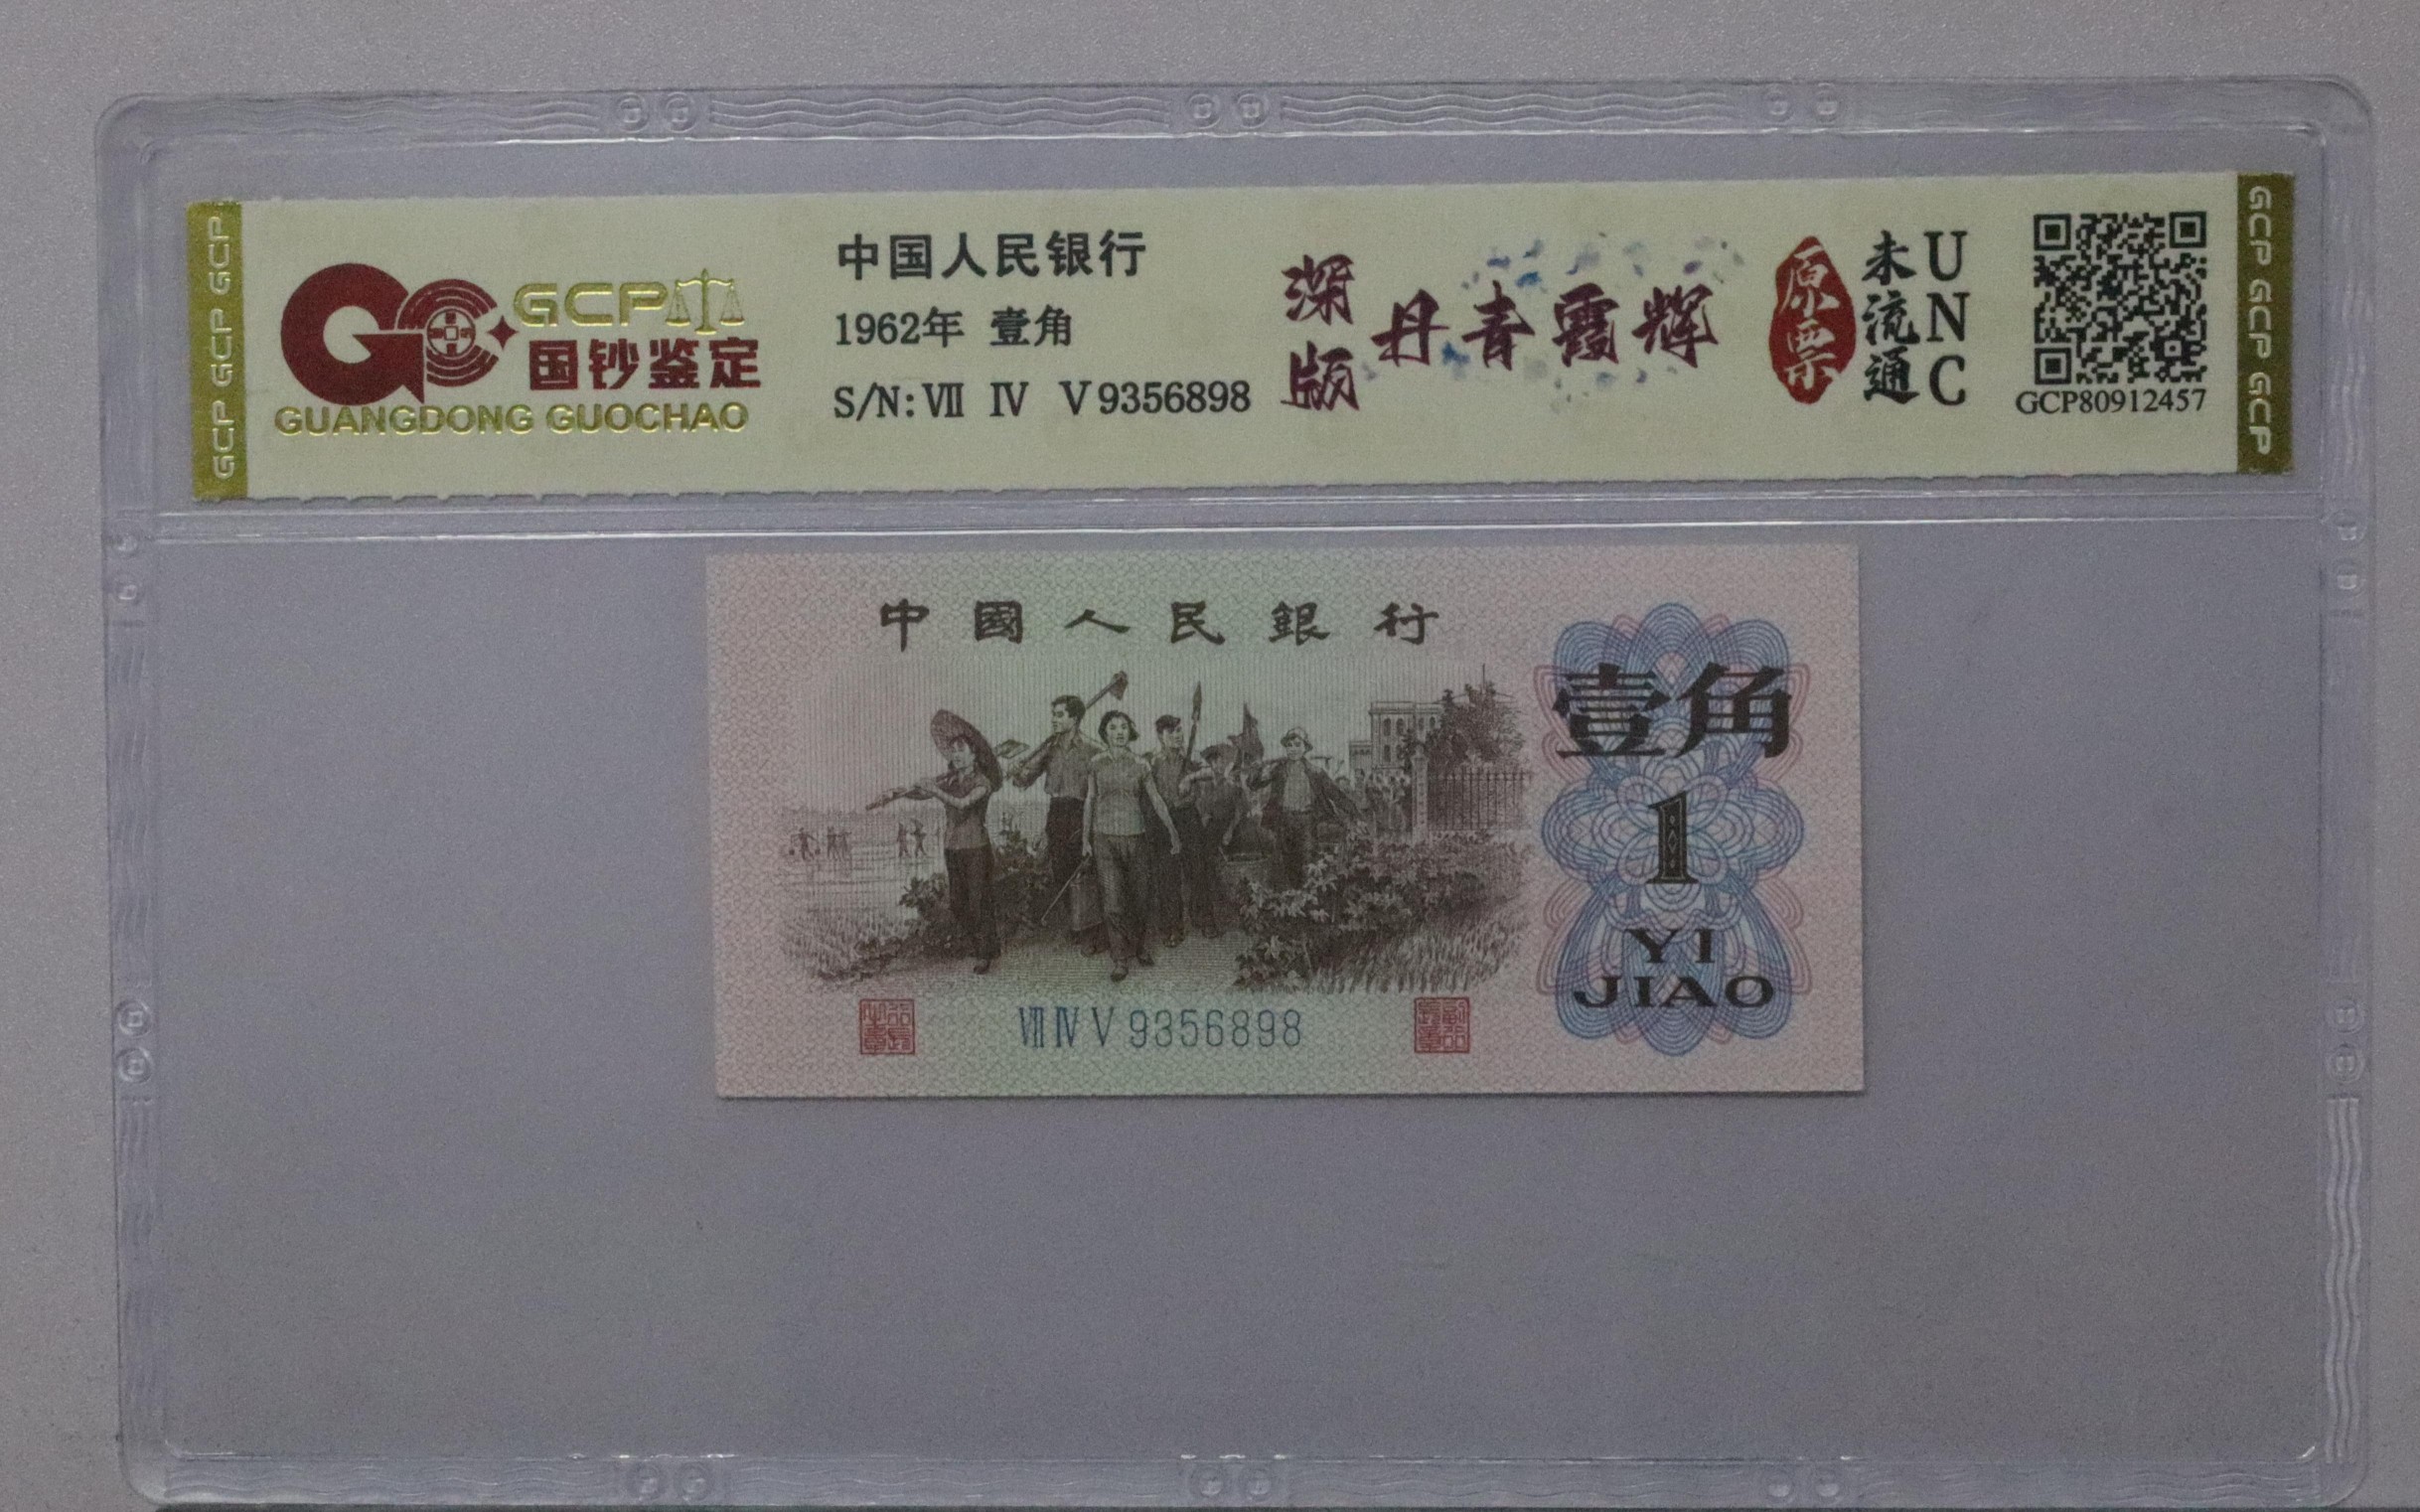 GCP GCP GCP
GCP
国钞鉴定
GUANGDONG GUOCHAO
中国人民银行
1962年 壹角
S/N: Ⅶ Ⅳ Ⅴ 9356898
深版
丹青霞辉
原票
未流通
UNC
GCP80912457
GCP GCP GCP
中國人民銀行
壹角
1
YI
JIAO
Ⅶ Ⅳ Ⅴ 9356898